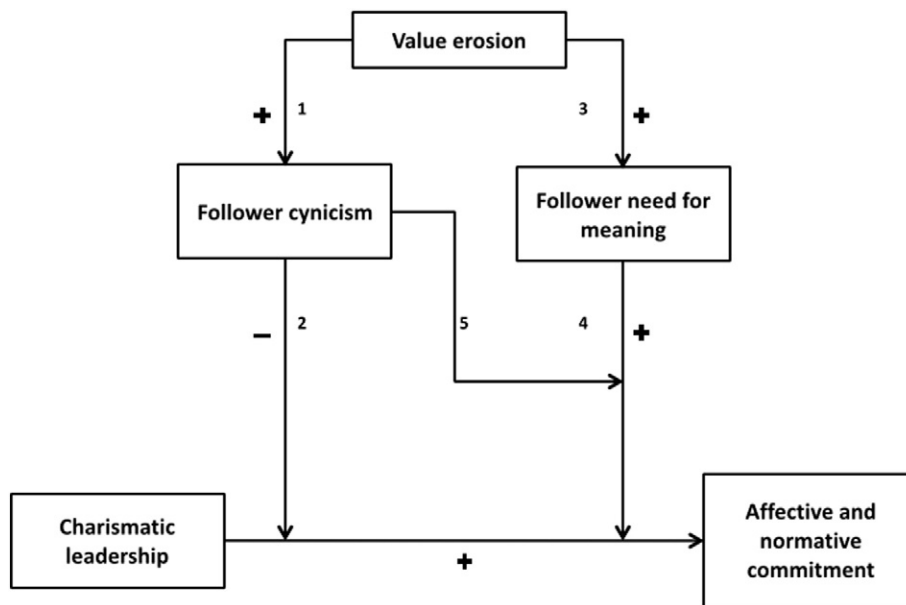 Value erosion
+
1
3
+
Follower cynicism
Follower need for
meaning
−
2
5
4
+
Charismatic
leadership
+
Affective and
normative
commitment